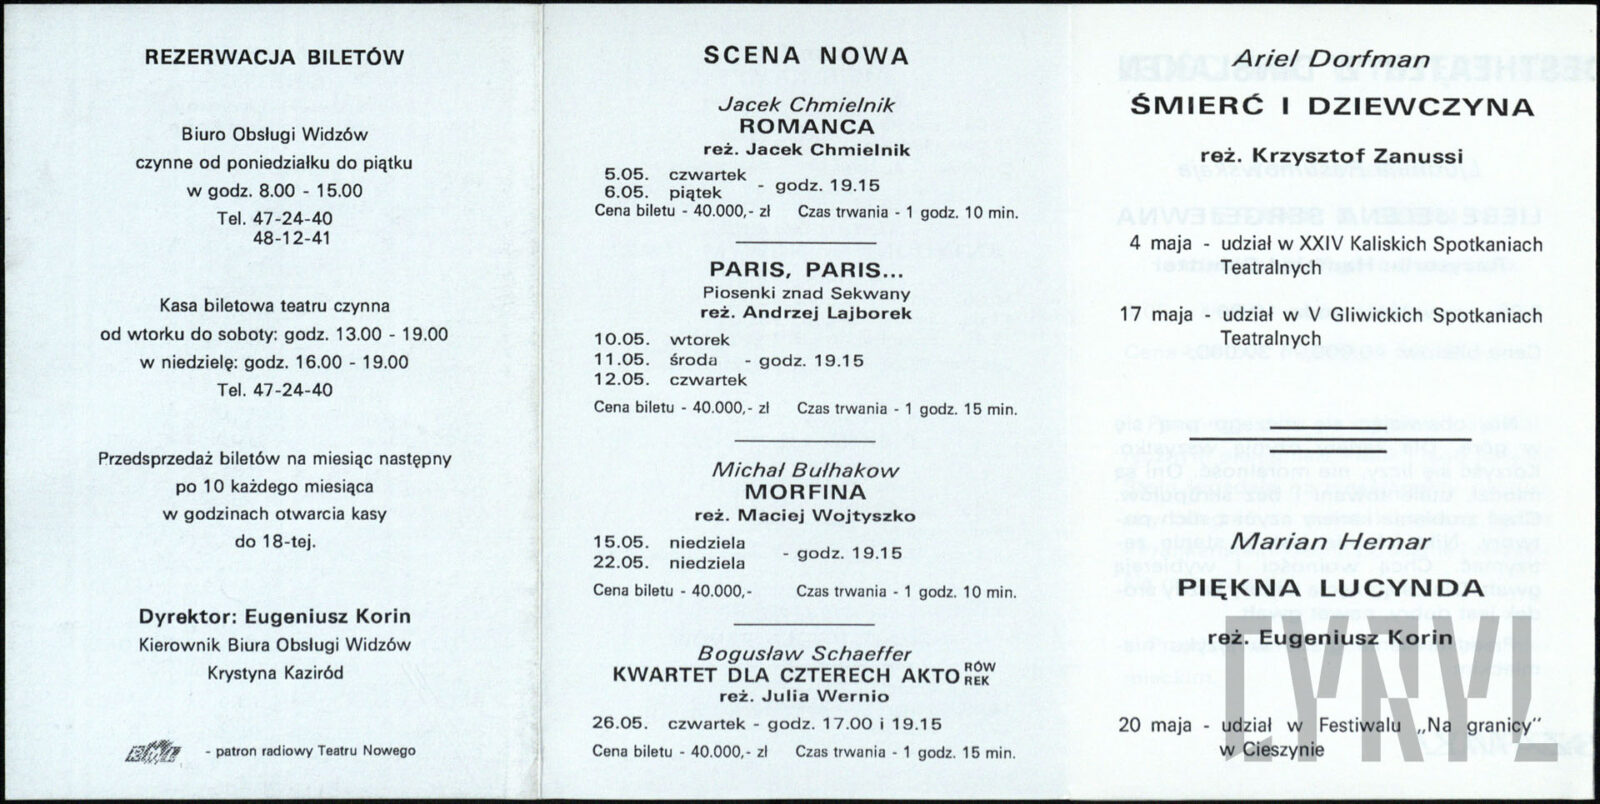 REZERWACJA BILETÓW
Biuro Obsługi Widzów
czynne od poniedziałku do piątku
w godz. 8.00 - 15.00
Tel. 47-24-40
48-12-41
Kasa biletowa teatru czynna
od wtorku do soboty: godz. 13.00 - 19.00
w niedzielę: godz. 16.00 - 19.00
Tel. 47-24-40
Przedsprzedaż biletów na miesiąc następny
po 10 każdego miesiąca
w godzinach otwarcia kasy
do 18-tej.
Dyrektor: Eugeniusz Korin
Kierownik Biura Obsługi Widzów
Krystyna Kaziród
- patron radiowy Teatru Nowego
SCENA NOWA
Jacek Chmielnik
ROMANCA
reż. Jacek Chmielnik
5.05. czwartek
6.05. piątek - godz. 19.15
Cena biletu - 40.000,- zł Czas trwania - 1 godz. 10 min.
PARIS, PARIS...
Piosenki znad Sekwany
reż. Andrzej Lajborek
10.05. wtorek
11.05. środa - godz. 19.15
12.05. czwartek
Cena biletu - 40.000,- zł Czas trwania - 1 godz. 15 min.
Michał Bułhakow
MORFINA
reż. Maciej Wojtyszko
15.05. niedziela
22.05. niedziela - godz. 19.15
Cena biletu - 40.000,- Czas trwania - 1 godz. 10 min.
Bogusław Schaeffer
KWARTET DLA CZTERECH AKTO RÓW REK
reż. Julia Wernio
26.05. czwartek - godz. 17.00 i 19.15
Cena biletu - 40.000,- zł Czas trwania - 1 godz. 15 min.
Ariel Dorfman
ŚMIERĆ I DZIEWCZYNA
reż. Krzysztof Zanussi
4 maja - udział w XXIV Kaliskich Spotkaniach
Teatralnych
17 maja - udział w V Gliwickich Spotkaniach
Teatralnych
Marian Hemar
PIĘKNA LUCYNDA
reż. Eugeniusz Korin
20 maja - udział w Festiwalu „Na granicy"
w Cieszynie
CYRYL